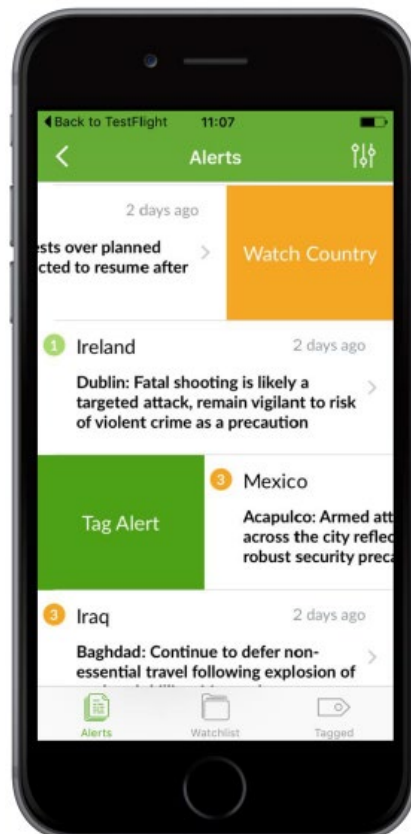 Back to TestFlight 11:07
Alerts
2 days ago
ests over planned
cted to resume after
Watch Country
1 Ireland 2 days ago
Dublin: Fatal shooting is likely a
targeted attack, remain vigilant to risk
of violent crime as a precaution
Tag Alert
3 Mexico
Acapulco: Armed att
across the city reflec
robust security preca
3 Iraq 2 days ago
Baghdad: Continue to defer non-
essential travel following explosion of
Alerts Watchlist Tagged